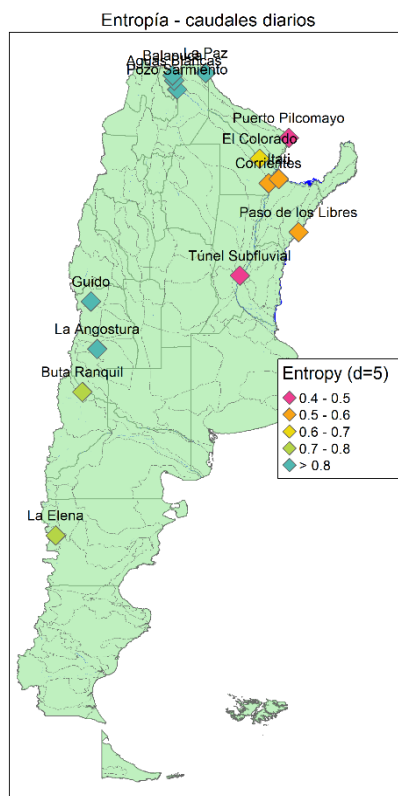 Entropía - caudales diarios
La Paz
Balapuca
Aguas Blancas
Pozo Sarmiento
Puerto Pilcomayo
El Colorado
Itati
Corrientes
Paso de los Libres
Túnel Subfluvial
Guido
La Angostura
Buta Ranquil
Entropy (d=5)
0.4 - 0.5
0.5 - 0.6
0.6 - 0.7
0.7 - 0.8
> 0.8
La Elena